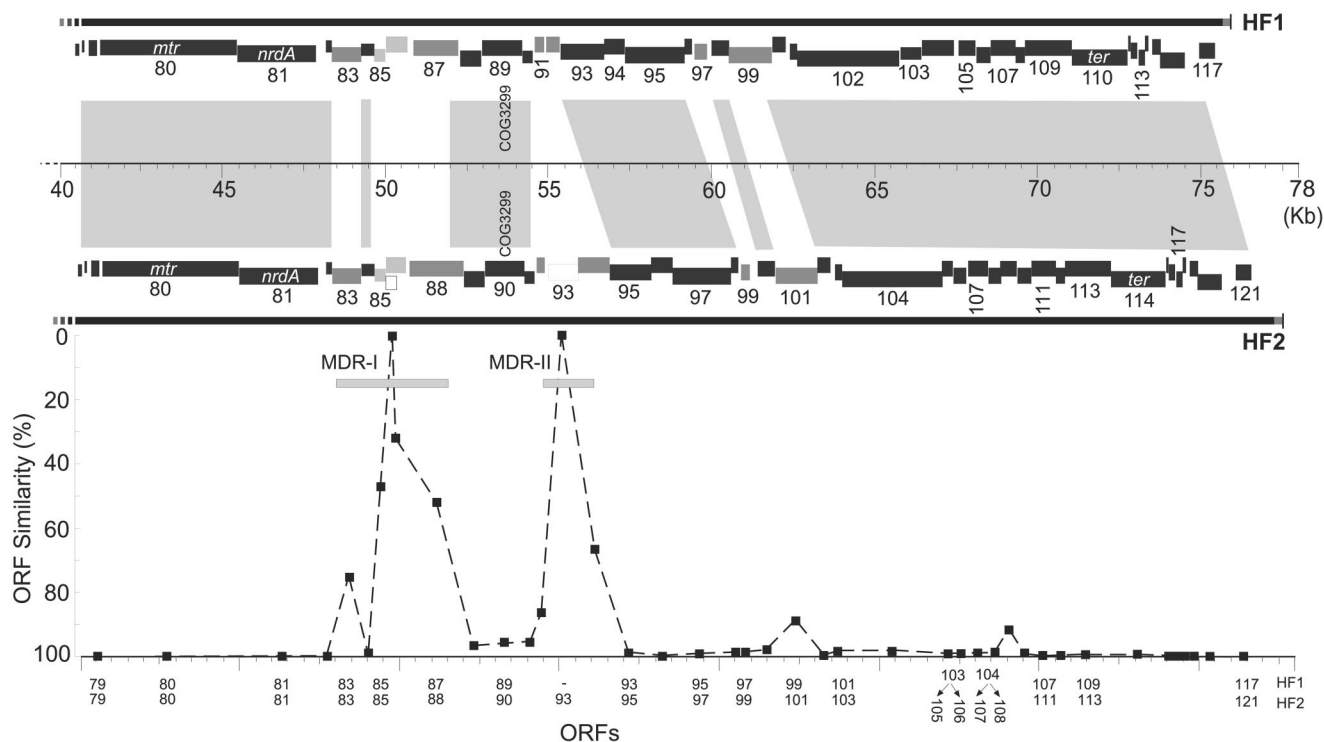 HF1
mtr nrdA ter
80 81 83 85 87 89 91 93 94 95 97 99 102 103 105 107 109 110 113 117
COG3299
40 45 50 55 60 65 70 75 78
(Kb)
COG3299
117
mtr nrdA ter
80 81 83 85 88 90 93 95 97 99 101 104 107 111 113 114 121
HF2
MDR-I MDR-II
ORF Similarity (%)
0
20
40
60
80
100
79 80 81 83 85 87 89 - 93 95 97 99 101 103 104 107 109 117 HF1
79 80 81 83 85 88 90 93 95 97 99 101 103 105 106 107 108 111 113 121 HF2
ORFs